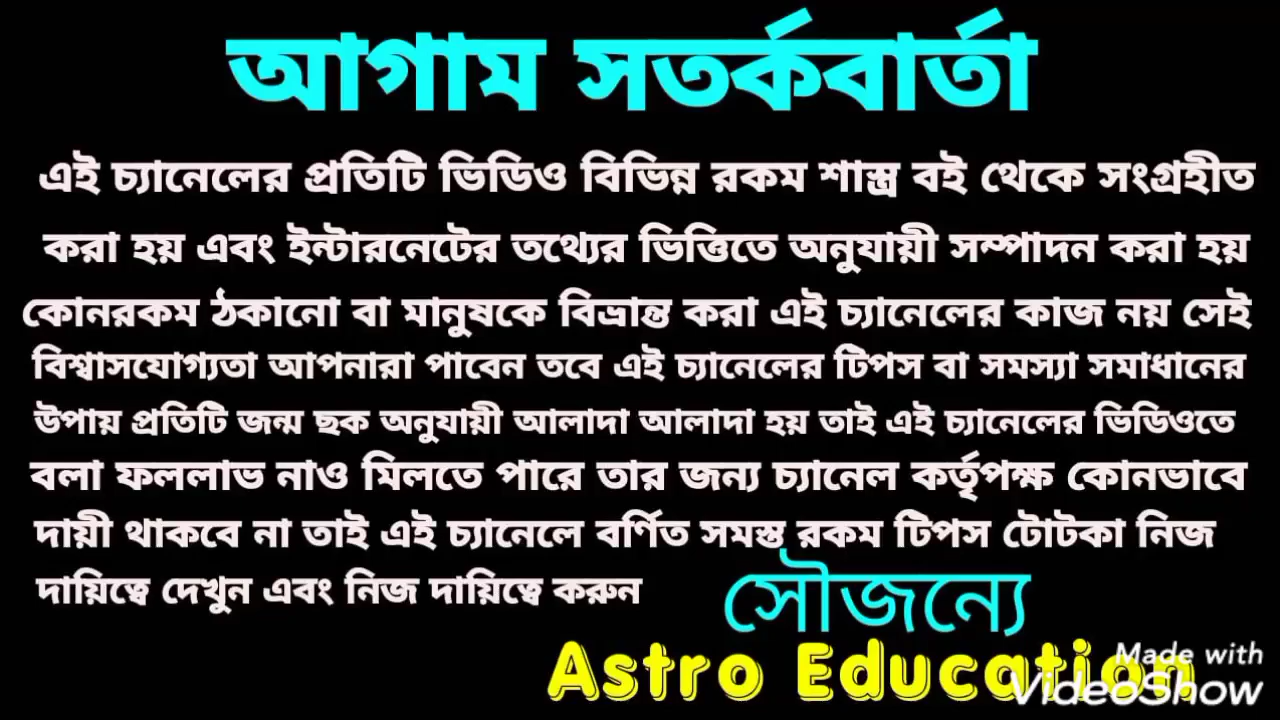 আগাম সতর্কবার্তা
এই চ্যানেলের প্রতিটি ভিডিও বিভিন্ন রকম শাস্ত্র বই থেকে সংগ্রহীত
করা হয় এবং ইন্টারনেটের তথ্যের ভিত্তিতে অনুযায়ী সম্পাদন করা হয়
কোনরকম ঠকানো বা মানুষকে বিভ্রান্ত করা এই চ্যানেলের কাজ নয় সেই
বিশ্বাসযোগ্যতা আপনারা পাবেন তবে এই চ্যানেলের টিপস বা সমস্যা সমাধানের
উপায় প্রতিটি জন্ম ছক অনুযায়ী আলাদা আলাদা হয় তাই এই চ্যানেলের ভিডিওতে
বলা ফললাভ নাও মিলতে পারে তার জন্য চ্যানেল কর্তৃপক্ষ কোনভাবে
দায়ী থাকবে না তাই এই চ্যানেলে বর্ণিত সমস্ত রকম টিপস টোটকা নিজ
দায়িত্বে দেখুন এবং নিজ দায়িত্বে করুন
সৌজন্যে
Astro Education
Made with
VideoShow